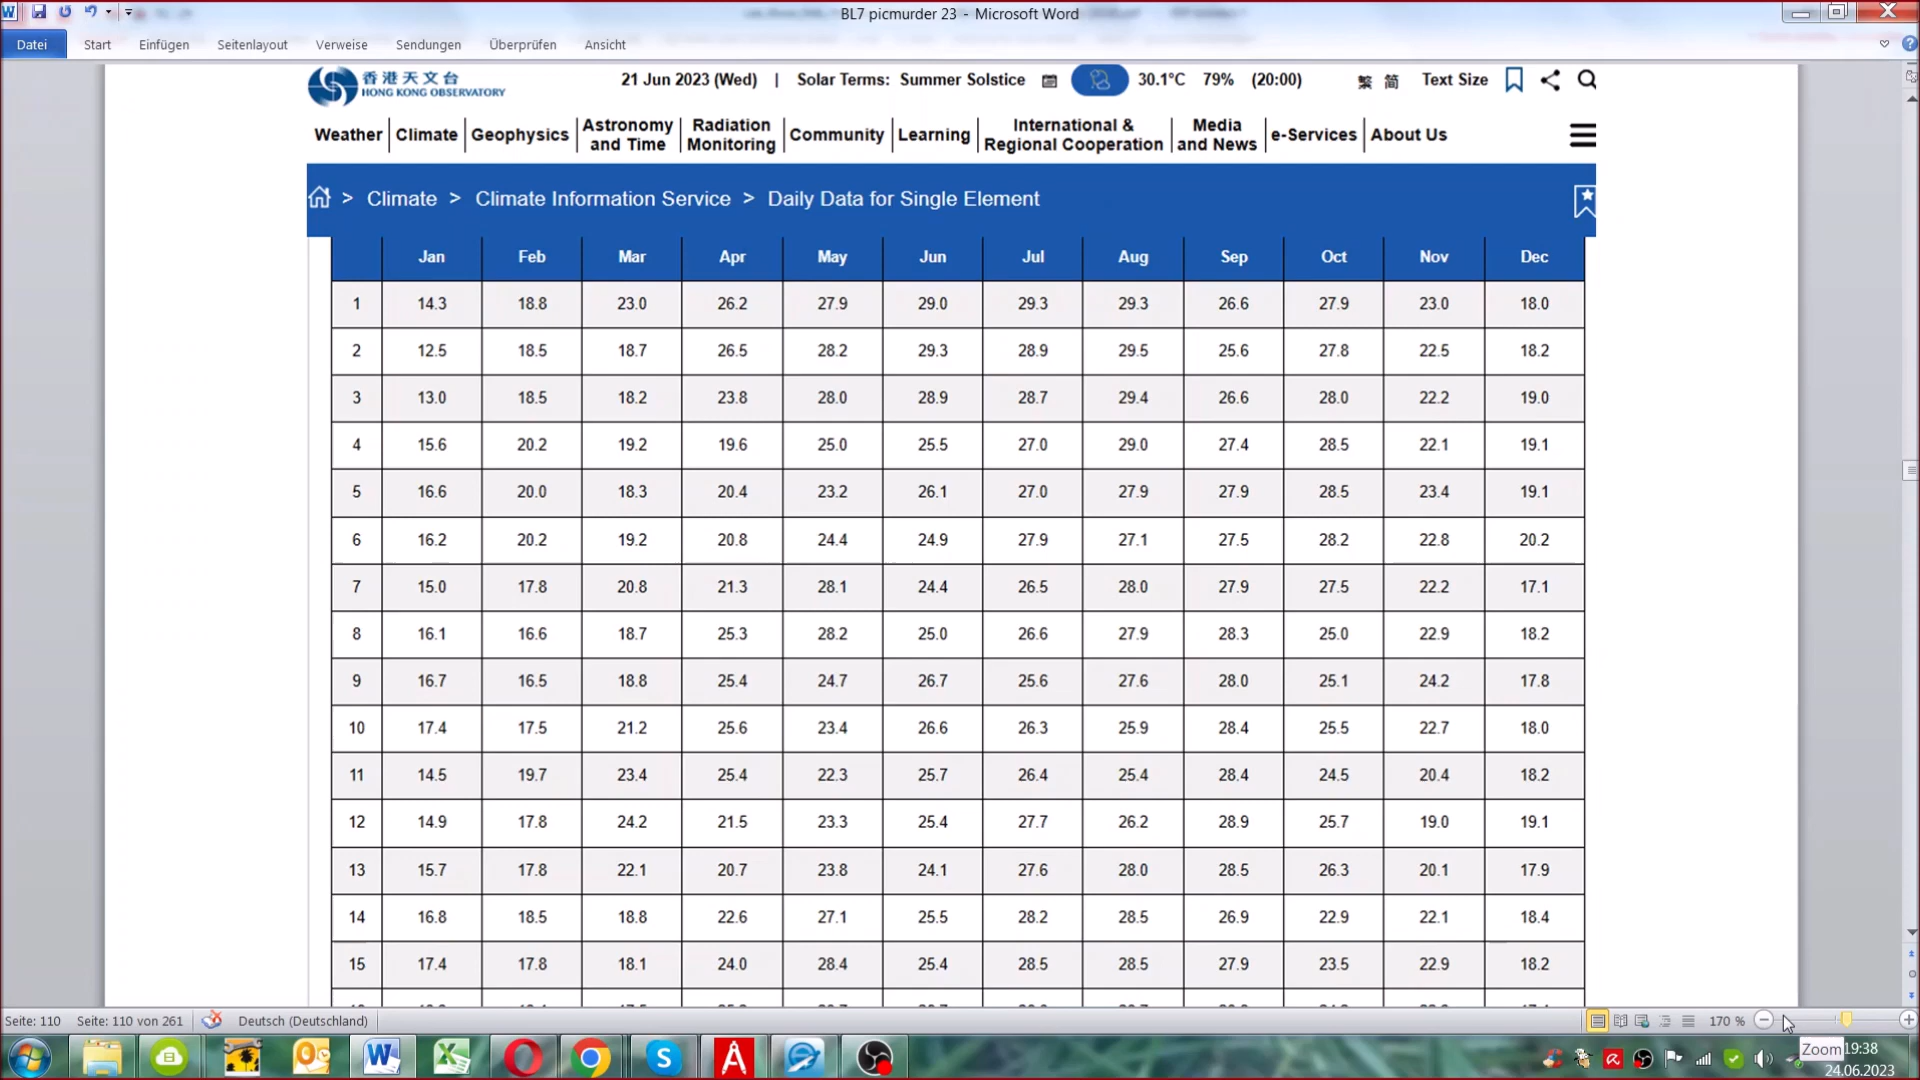 BL7 picmurder 23 - Microsoft Word
Datei Start Einfügen Seitenlayout Verweise Sendungen Überprüfen Ansicht
香港天文台
HONG KONG OBSERVATORY
21 Jun 2023 (Wed) | Solar Terms: Summer Solstice 30.1°C 79% (20:00) 繁 简 Text Size
Weather Climate Geophysics Astronomy and Time Radiation Monitoring Community Learning International & Regional Cooperation Media and News e-Services About Us
> Climate > Climate Information Service > Daily Data for Single Element
Jan Feb Mar Apr May Jun Jul Aug Sep Oct Nov Dec
1 14.3 18.8 23.0 26.2 27.9 29.0 29.3 29.3 26.6 27.9 23.0 18.0
2 12.5 18.5 18.7 26.5 28.2 29.3 28.9 29.5 25.6 27.8 22.5 18.2
3 13.0 18.5 18.2 23.8 28.0 28.9 28.7 29.4 26.6 28.0 22.2 19.0
4 15.6 20.2 19.2 19.6 25.0 25.5 27.0 29.0 27.4 28.5 22.1 19.1
5 16.6 20.0 18.3 20.4 23.2 26.1 27.0 27.9 27.9 28.5 23.4 19.1
6 16.2 20.2 19.2 20.8 24.4 24.9 27.9 27.1 27.5 28.2 22.8 20.2
7 15.0 17.8 20.8 21.3 28.1 24.4 26.5 28.0 27.9 27.5 22.2 17.1
8 16.1 16.6 18.7 25.3 28.2 25.0 26.6 27.9 28.3 25.0 22.9 18.2
9 16.7 16.5 18.8 25.4 24.7 26.7 25.6 27.6 28.0 25.1 24.2 17.8
10 17.4 17.5 21.2 25.6 23.4 26.6 26.3 25.9 28.4 25.5 22.7 18.0
11 14.5 19.7 23.4 25.4 22.3 25.7 26.4 25.4 28.4 24.5 20.4 18.2
12 14.9 17.8 24.2 21.5 23.3 25.4 27.7 26.2 28.9 25.7 19.0 19.1
13 15.7 17.8 22.1 20.7 23.8 24.1 27.6 28.0 28.5 26.3 20.1 17.9
14 16.8 18.5 18.8 22.6 27.1 25.5 28.2 28.5 26.9 22.9 22.1 18.4
15 17.4 17.8 18.1 24.0 28.4 25.4 28.5 28.5 27.9 23.5 22.9 18.2
Seite: 110 Seite: 110 von 261 Deutsch (Deutschland) 170 %
Zoom 19:38
24.06.2023